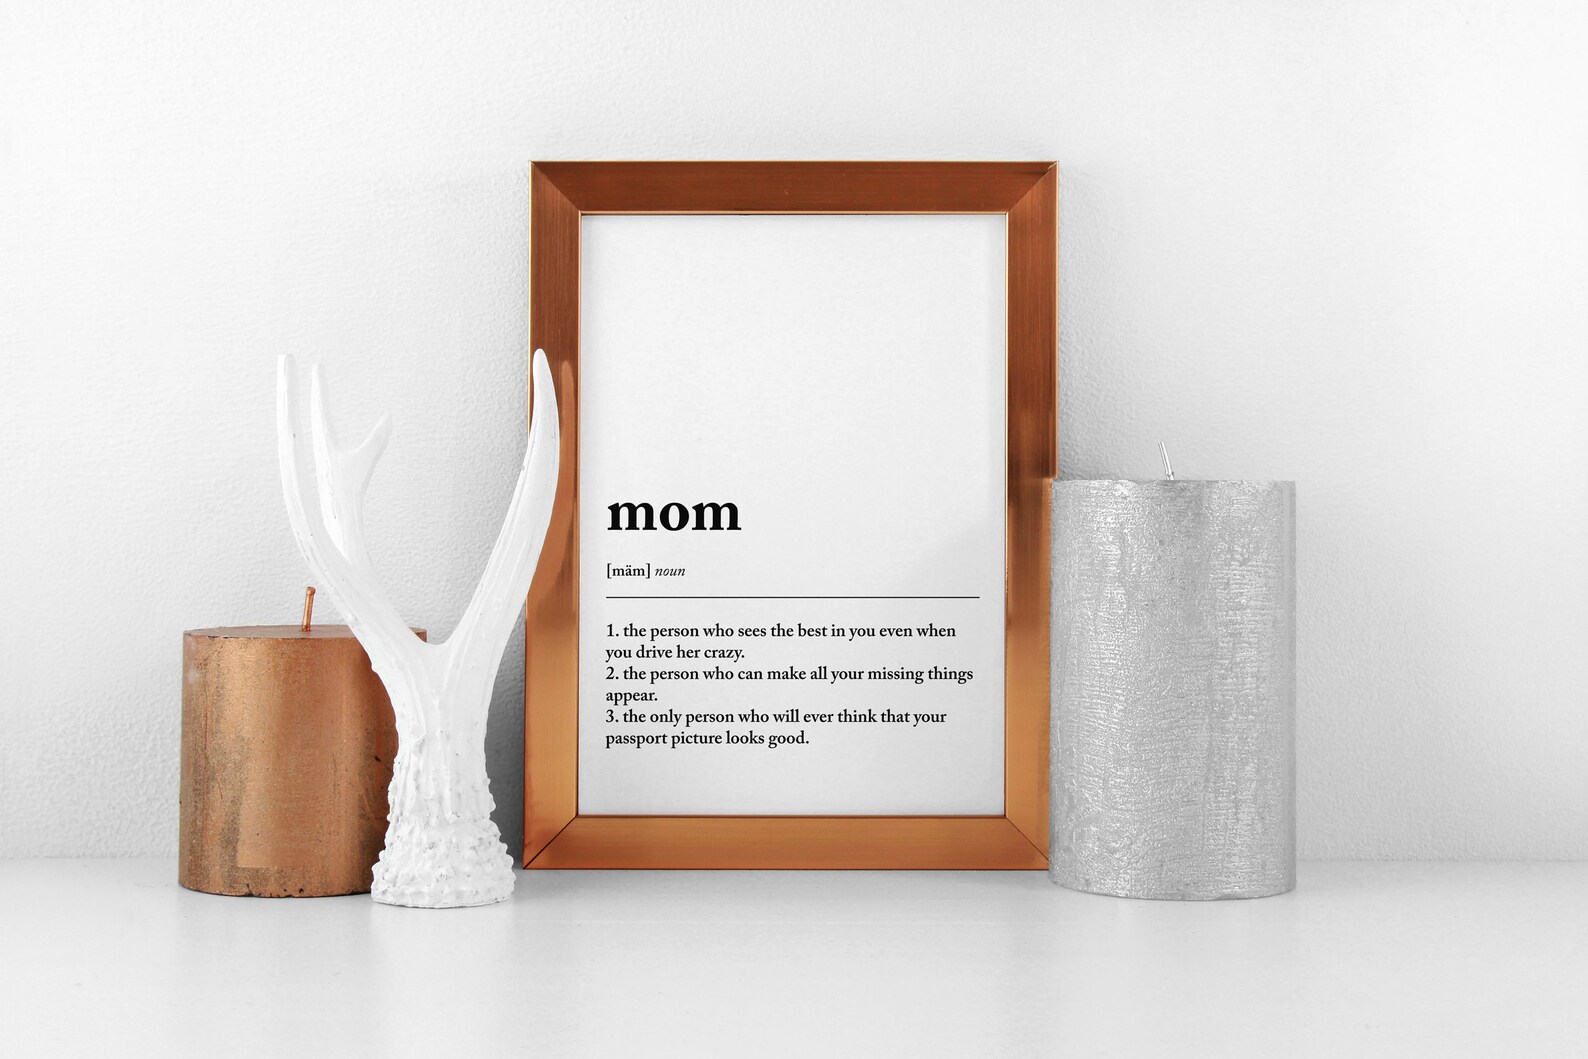 mom
[mäm] noun
1. the person who sees the best in you even when
you drive her crazy.
2. the person who can make all your missing things
appear.
3. the only person who will ever think that your
passport picture looks good.